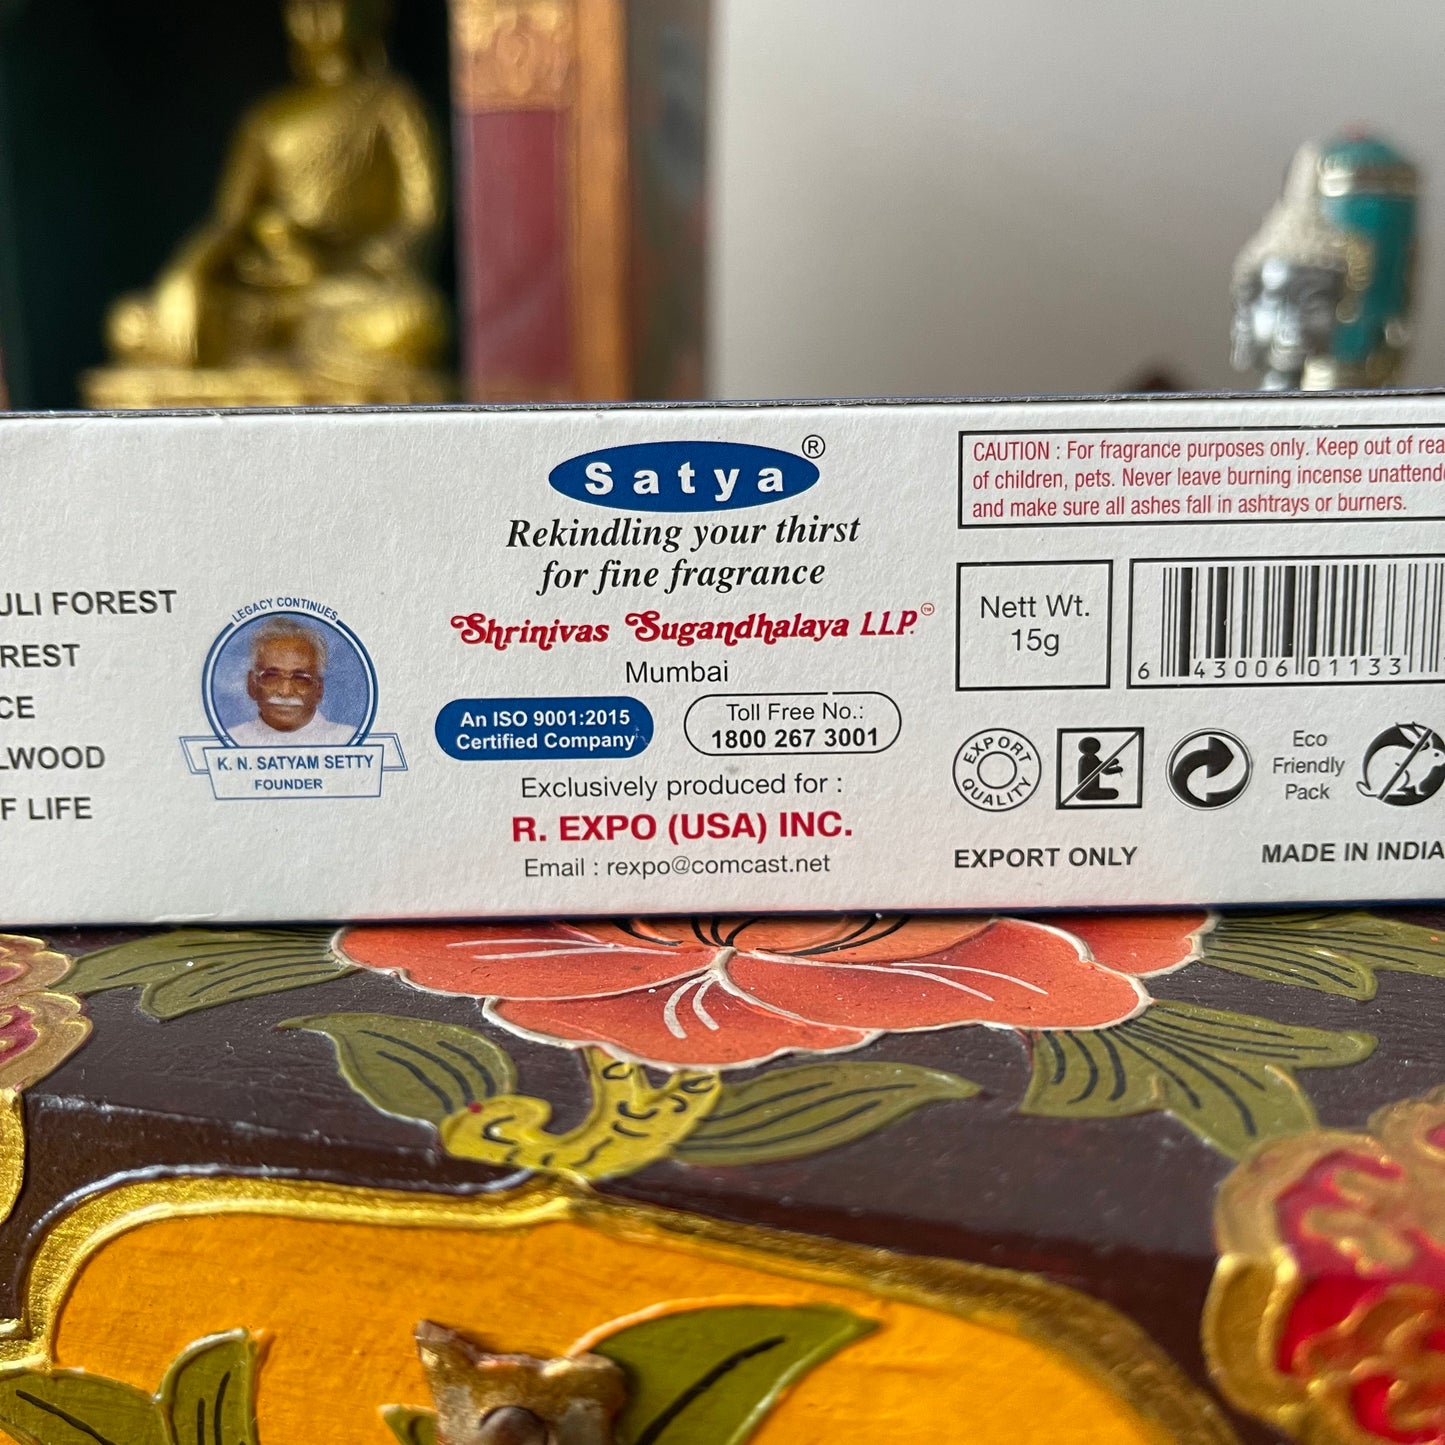 ULI FOREST
REST
CE
LWOOD
F LIFE
LEGACY CONTINUES
K. N. SATYAM SETTY
FOUNDER
Satya®
Rekindling your thirst
for fine fragrance
Shrinivas Sugandhalaya LLP.™
Mumbai
An ISO 9001:2015
Certified Company
Toll Free No.:
1800 267 3001
Exclusively produced for :
R. EXPO (USA) INC.
Email : rexpo@comcast.net
CAUTION : For fragrance purposes only. Keep out of rea
of children, pets. Never leave burning incense unattend
and make sure all ashes fall in ashtrays or burners.
Nett Wt.
15g
6 43006 01133
EXPORT QUALITY
Eco
Friendly
Pack
EXPORT ONLY
MADE IN INDIA